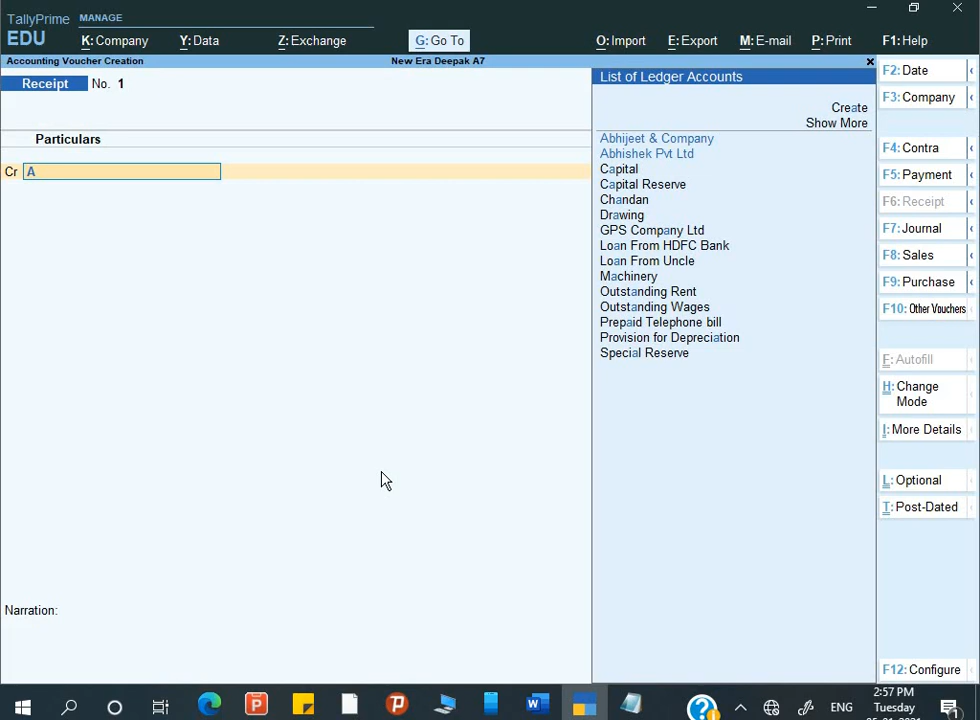 TallyPrime MANAGE
EDU K: Company Y: Data Z: Exchange G: Go To O: Import E: Export M: E-mail P: Print F1: Help
Accounting Voucher Creation New Era Deepak A7
Receipt No. 1
Particulars
Cr A
Narration:
List of Ledger Accounts
Create
Show More
Abhijeet & Company
Abhishek Pvt Ltd
Capital
Capital Reserve
Chandan
Drawing
GPS Company Ltd
Loan From HDFC Bank
Loan From Uncle
Machinery
Outstanding Rent
Outstanding Wages
Prepaid Telephone bill
Provision for Depreciation
Special Reserve
F2: Date
F3: Company
F4: Contra
F5: Payment
F6: Receipt
F7: Journal
F8: Sales
F9: Purchase
F10: Other Vouchers
F: Autofill
H: Change
Mode
I: More Details
L: Optional
T: Post-Dated
F12: Configure
ENG
2:57 PM
Tuesday